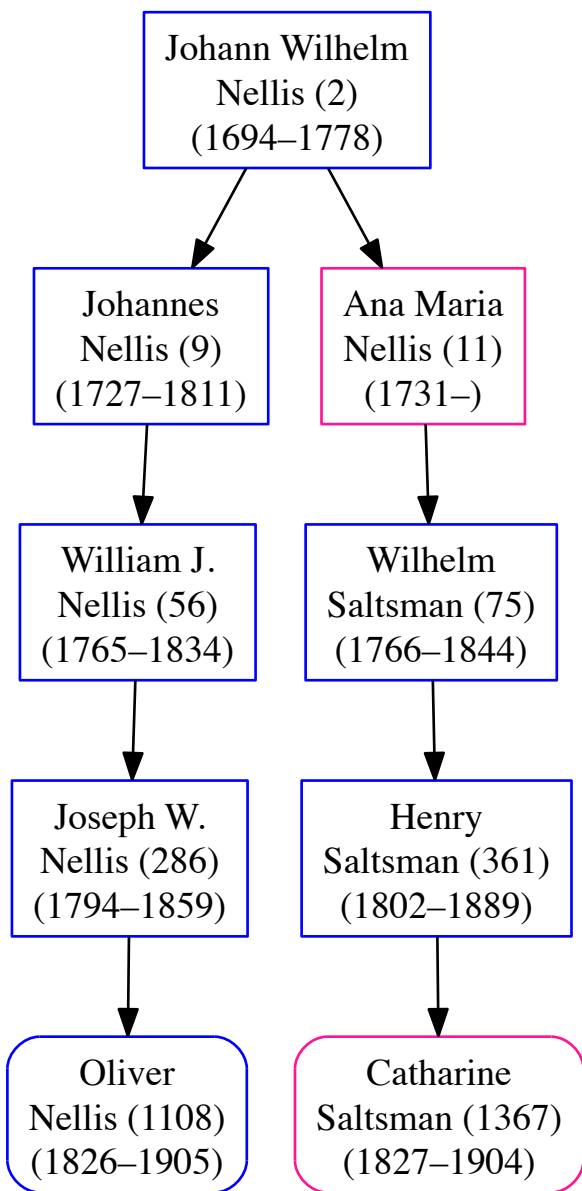 Johann Wilhelm
Nellis (2)
(1694–1778)
Johannes
Nellis (9)
(1727–1811)
Ana Maria
Nellis (11)
(1731–)
William J.
Nellis (56)
(1765–1834)
Wilhelm
Saltsman (75)
(1766–1844)
Joseph W.
Nellis (286)
(1794–1859)
Henry
Saltsman (361)
(1802–1889)
Oliver
Nellis (1108)
(1826–1905)
Catharine
Saltsman (1367)
(1827–1904)